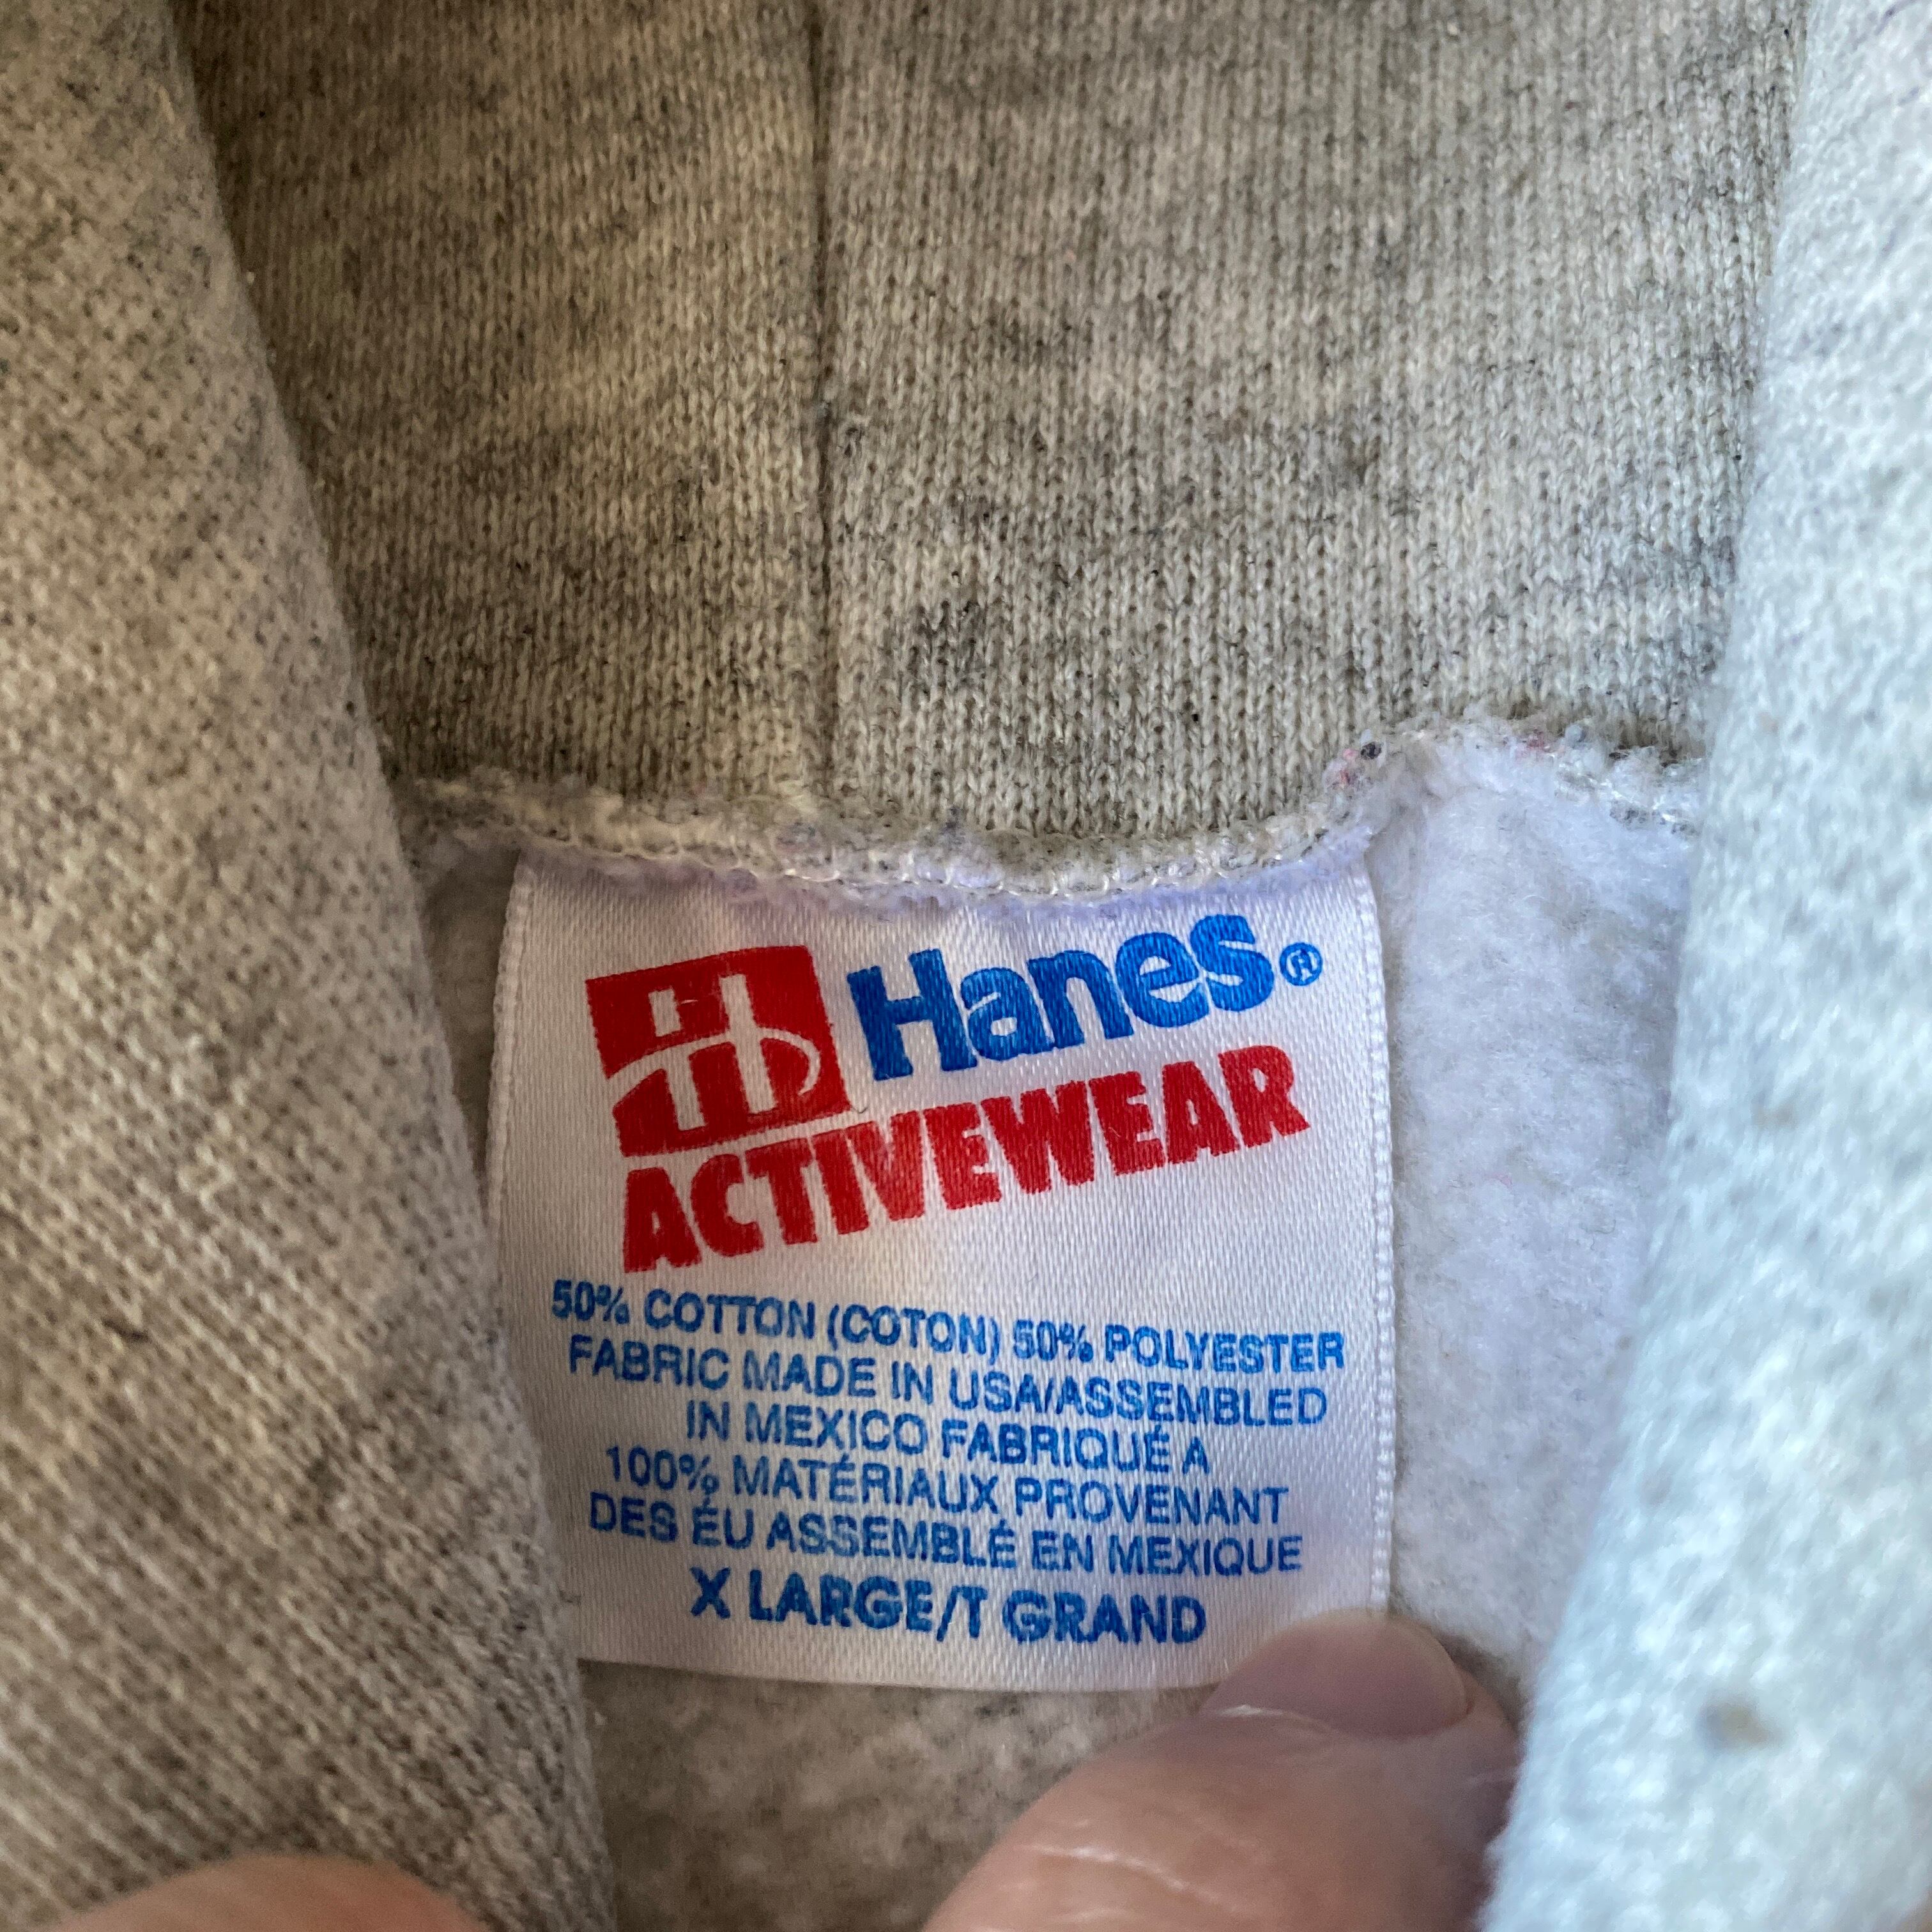 Hanes®
ACTIVEWEAR
50% COTTON (COTON) 50% POLYESTER
FABRIC MADE IN USA/ASSEMBLED
IN MEXICO FABRIQUÉ A
100% MATÉRIAUX PROVENANT
DES ÉU ASSEMBLÉ EN MEXIQUE
X LARGE/T GRAND